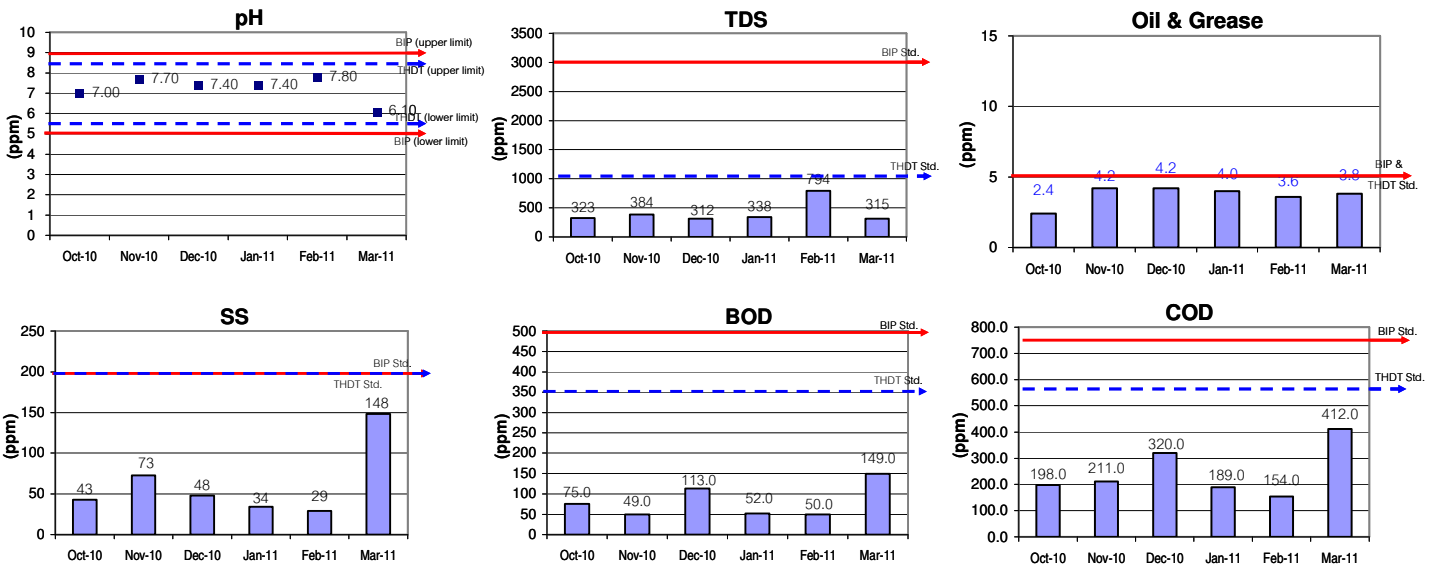 pH
10
9
8
7
6
5
4
3
2
1
0
(ppm)
BIP (upper limit)
THDT (upper limit)
THDT (lower limit)
BIP (lower limit)
7.00
7.70
7.40
7.40
7.80
6.10
Oct-10 Nov-10 Dec-10 Jan-11 Feb-11 Mar-11
TDS
3500
3000
2500
2000
1500
1000
500
0
(ppm)
BIP Std.
THDT Std.
323 384 312 338 794 315
Oct-10 Nov-10 Dec-10 Jan-11 Feb-11 Mar-11
Oil & Grease
15
10
5
0
(ppm)
BIP &
THDT Std.
2.4 4.2 4.2 4.0 3.6 3.8
Oct-10 Nov-10 Dec-10 Jan-11 Feb-11 Mar-11
SS
250
200
150
100
50
0
(ppm)
BIP Std.
THDT Std.
43 73 48 34 29 148
Oct-10 Nov-10 Dec-10 Jan-11 Feb-11 Mar-11
BOD
500
450
400
350
300
250
200
150
100
50
0
(ppm)
BIP Std.
THDT Std.
75.0 49.0 113.0 52.0 50.0 149.0
Oct-10 Nov-10 Dec-10 Jan-11 Feb-11 Mar-11
COD
800.0
700.0
600.0
500.0
400.0
300.0
200.0
100.0
0.0
(ppm)
BIP Std.
THDT Std.
198.0 211.0 320.0 189.0 154.0 412.0
Oct-10 Nov-10 Dec-10 Jan-11 Feb-11 Mar-11